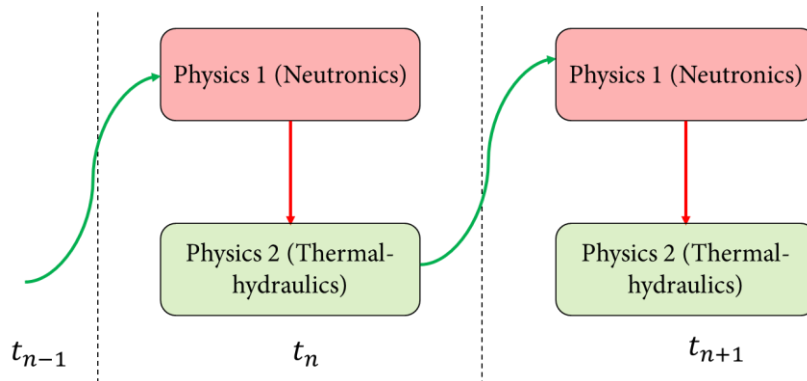 Physics 1 (Neutronics)
Physics 1 (Neutronics)
Physics 2 (Thermal-
hydraulics)
Physics 2 (Thermal-
hydraulics)
t_{n-1}
t_n
t_{n+1}